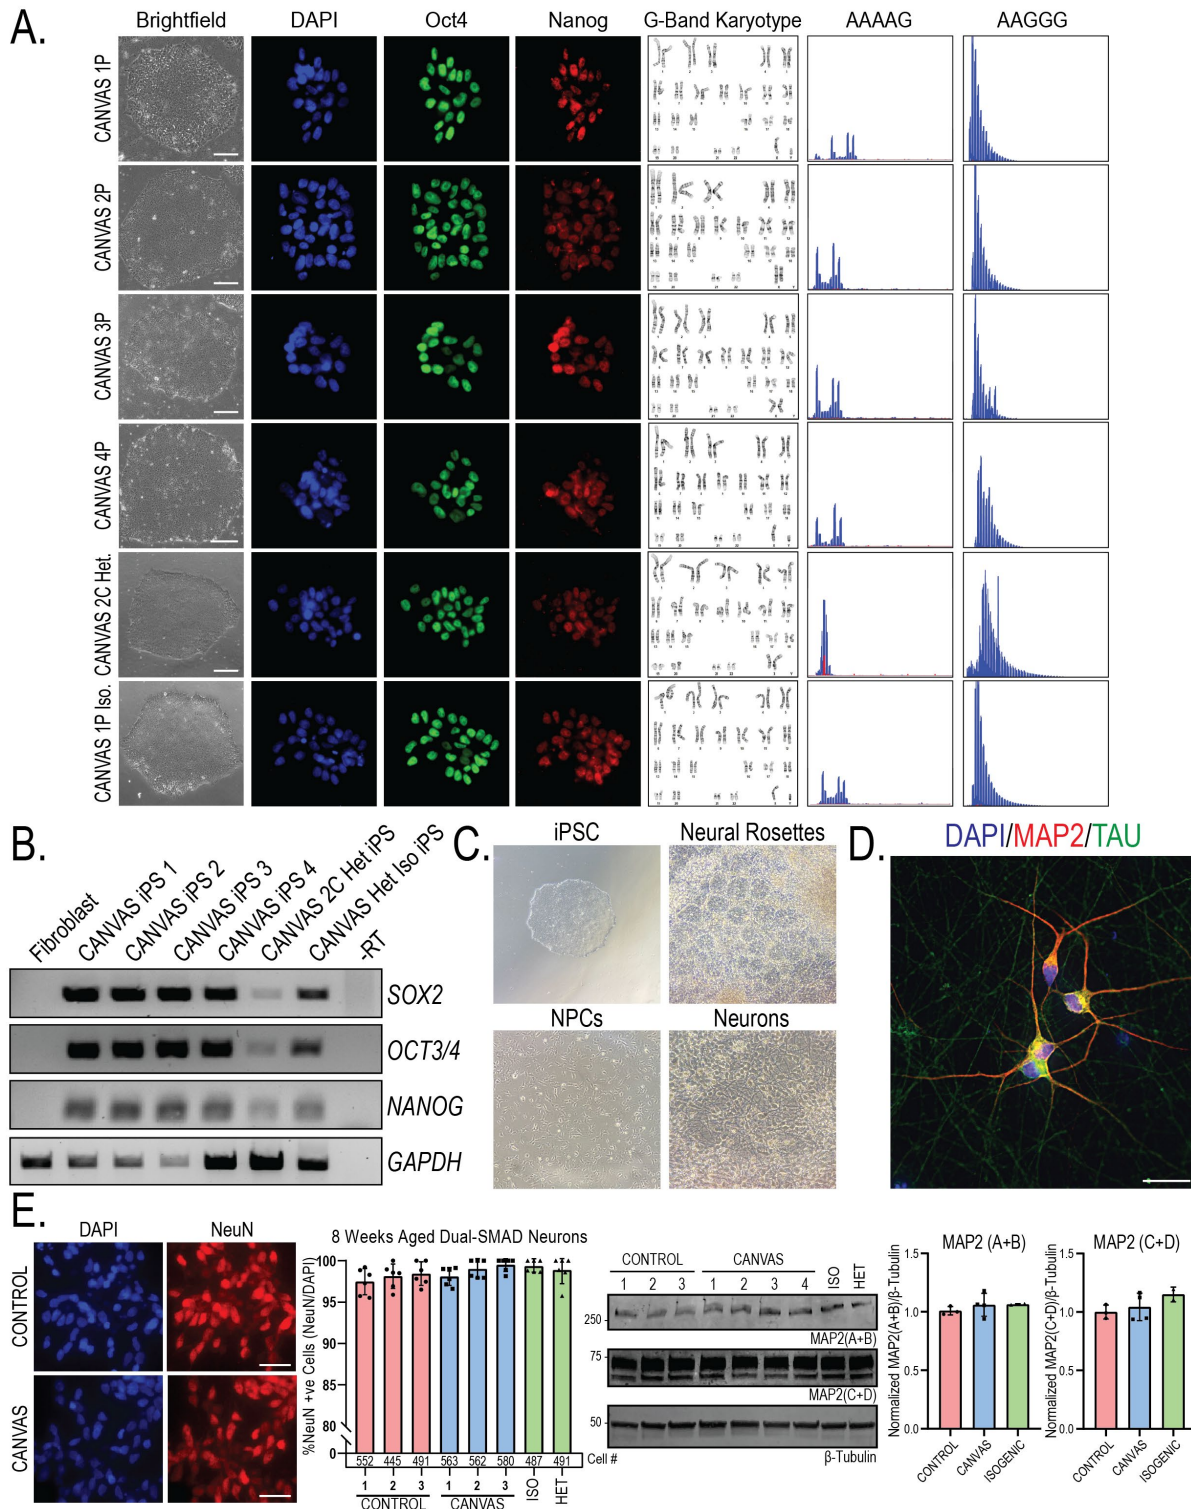 A.
Brightfield DAPI Oct4 Nanog G-Band Karyotype AAAAG AAGGG
CANVAS 1P
CANVAS 2P
CANVAS 3P
CANVAS 4P
CANVAS 2C Het.
CANVAS 1P Iso.
B.
Fibroblast
CANVAS iPS 1
CANVAS iPS 2
CANVAS iPS 3
CANVAS iPS 4
CANVAS 2C Het iPS
CANVAS Het Iso iPS
-RT
SOX2
OCT3/4
NANOG
GAPDH
C.
iPSC Neural Rosettes
NPCs Neurons
D.
DAPI/MAP2/TAU
E.
DAPI NeuN
CONTROL
CANVAS
8 Weeks Aged Dual-SMAD Neurons
%NeuN +ve Cells (NeuN/DAPI)
100
95
90
85
80
0
552 445 491 563 562 580 487 491 Cell #
1 2 3 1 2 3 ISO HET
CONTROL CANVAS
CONTROL CANVAS
1 2 3 1 2 3 4 ISO HET
250
MAP2(A+B)
75
MAP2(C+D)
50
β-Tubulin
MAP2 (A+B)
Normalized MAP2(A+B)/β-Tubulin
1.5
1.0
0.5
0.0
CONTROL
CANVAS
ISOGENIC
MAP2 (C+D)
Normalized MAP2(C+D)/β-Tubulin
1.5
1.0
0.5
0.0
CONTROL
CANVAS
ISOGENIC